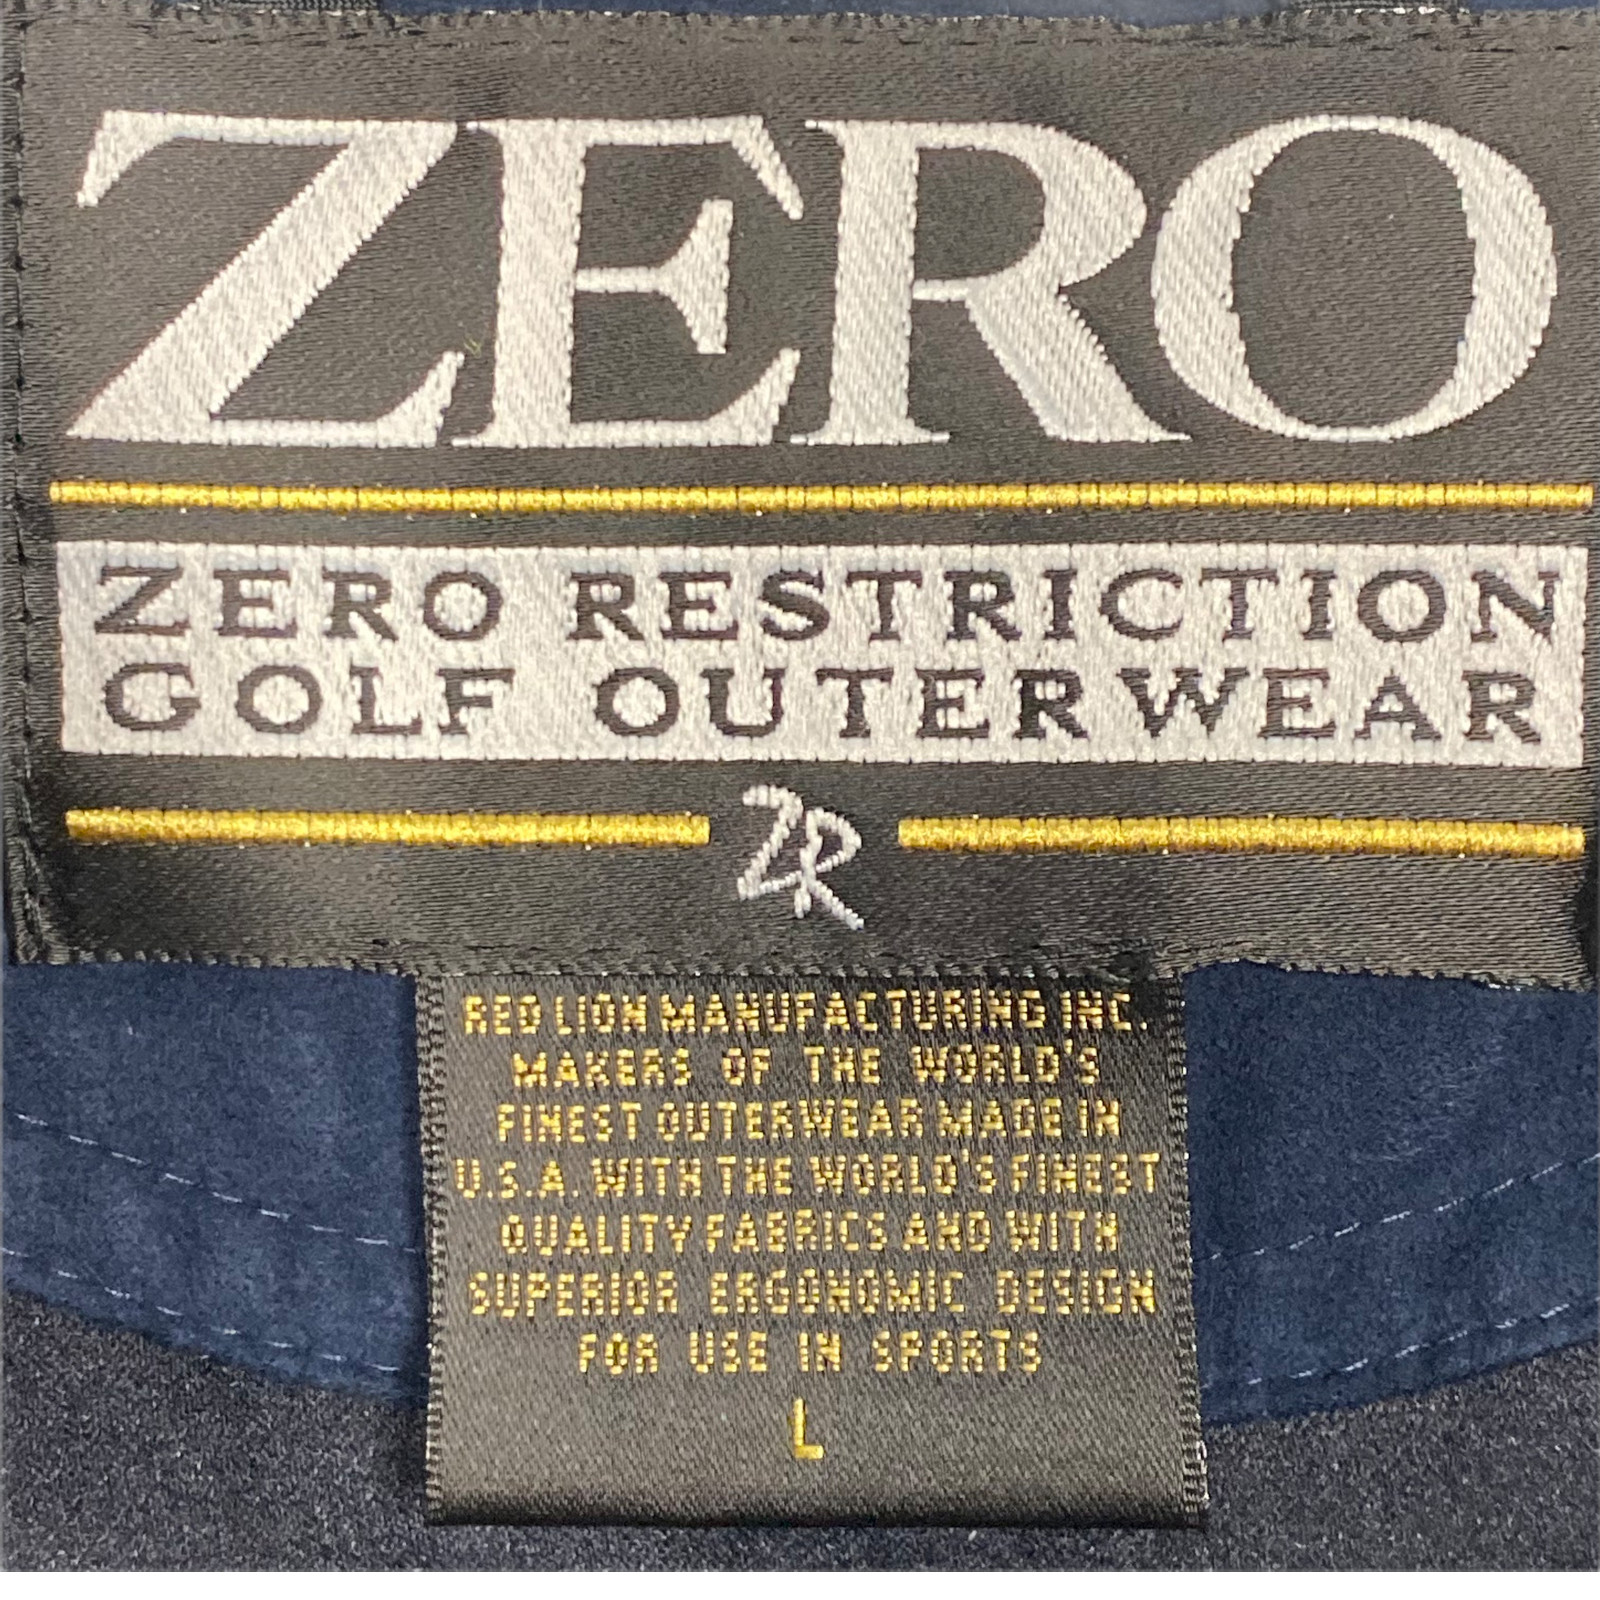 ZERO
ZERO RESTRICTION
GOLF OUTERWEAR
ZR
RED LION MANUFACTURING INC.
MAKERS OF THE WORLD'S
FINEST OUTERWEAR MADE IN
U.S.A. WITH THE WORLD'S FINEST
QUALITY FABRICS AND WITH
SUPERIOR ERGONOMIC DESIGN
FOR USE IN SPORTS
L